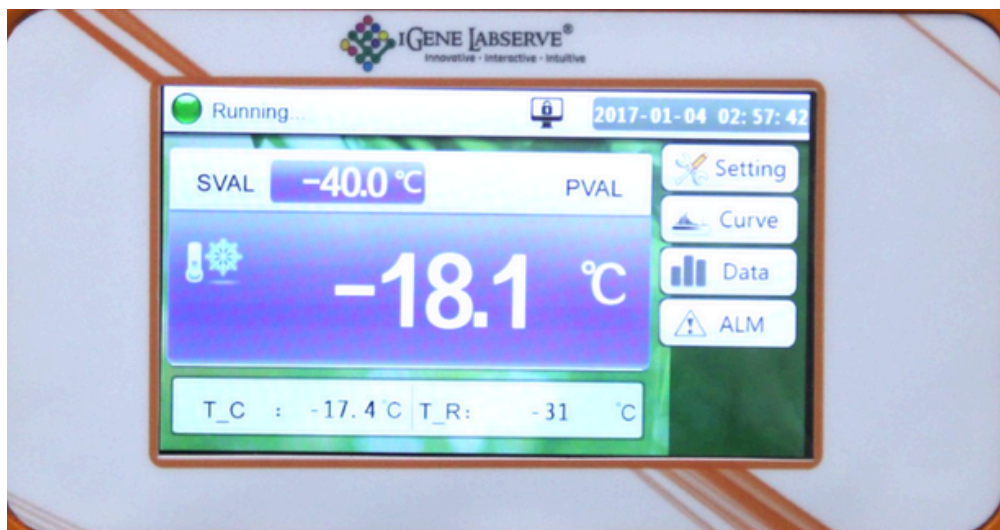 iGENE LABSERVE®
Innovative - Interactive - Intuitive
Running... 2017-01-04 02:57:42
SVAL -40.0 ℃ PVAL
Setting
Curve
-18.1 ℃
Data
ALM
T_C : -17.4℃ T_R: -31 ℃